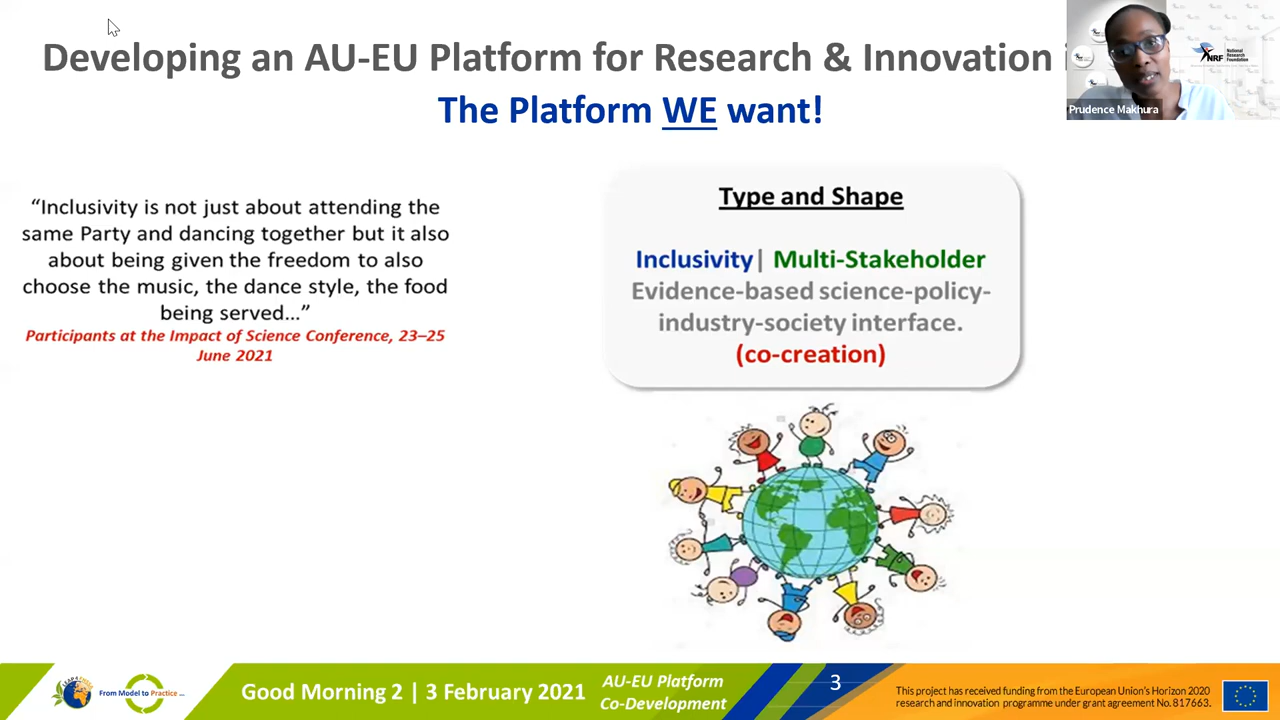 Developing an AU-EU Platform for Research & Innovation
The Platform WE want!
NRF National Research Foundation
Prudence Makhura
“Inclusivity is not just about attending the
same Party and dancing together but it also
about being given the freedom to also
choose the music, the dance style, the food
being served…”
Participants at the Impact of Science Conference, 23–25
June 2021
Type and Shape
Inclusivity| Multi-Stakeholder
Evidence-based science-policy-
industry-society interface.
(co-creation)
From Model to Practice ...
Good Morning 2 | 3 February 2021
AU-EU Platform
Co-Development
3
This project has received funding from the European Union's Horizon 2020
research and innovation programme under grant agreement No. 817663.